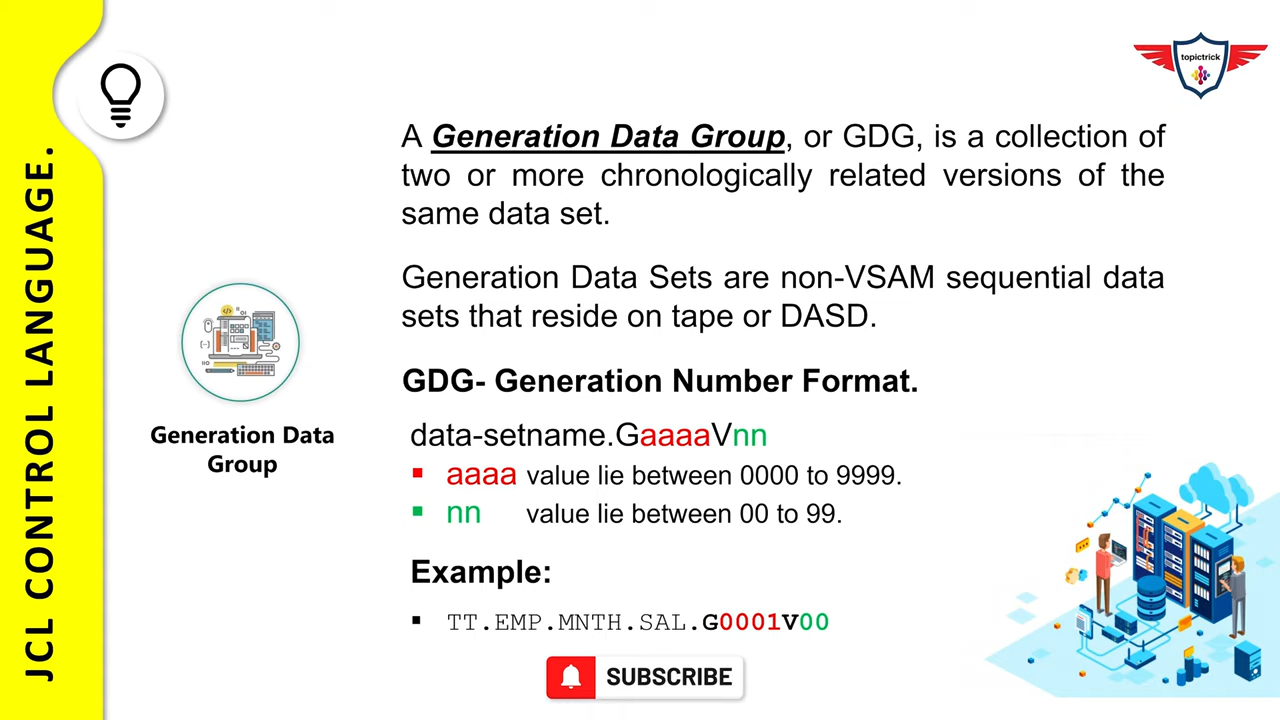 JCL CONTROL LANGUAGE.
topictrick
A Generation Data Group, or GDG, is a collection of
two or more chronologically related versions of the
same data set.
Generation Data Sets are non-VSAM sequential data
sets that reside on tape or DASD.
GDG- Generation Number Format.
data-setname.GaaaaVnn
▪ aaaa value lie between 0000 to 9999.
▪ nn value lie between 00 to 99.
Generation Data
Group
Example:
▪ TT.EMP.MNTH.SAL.G0001V00
SUBSCRIBE